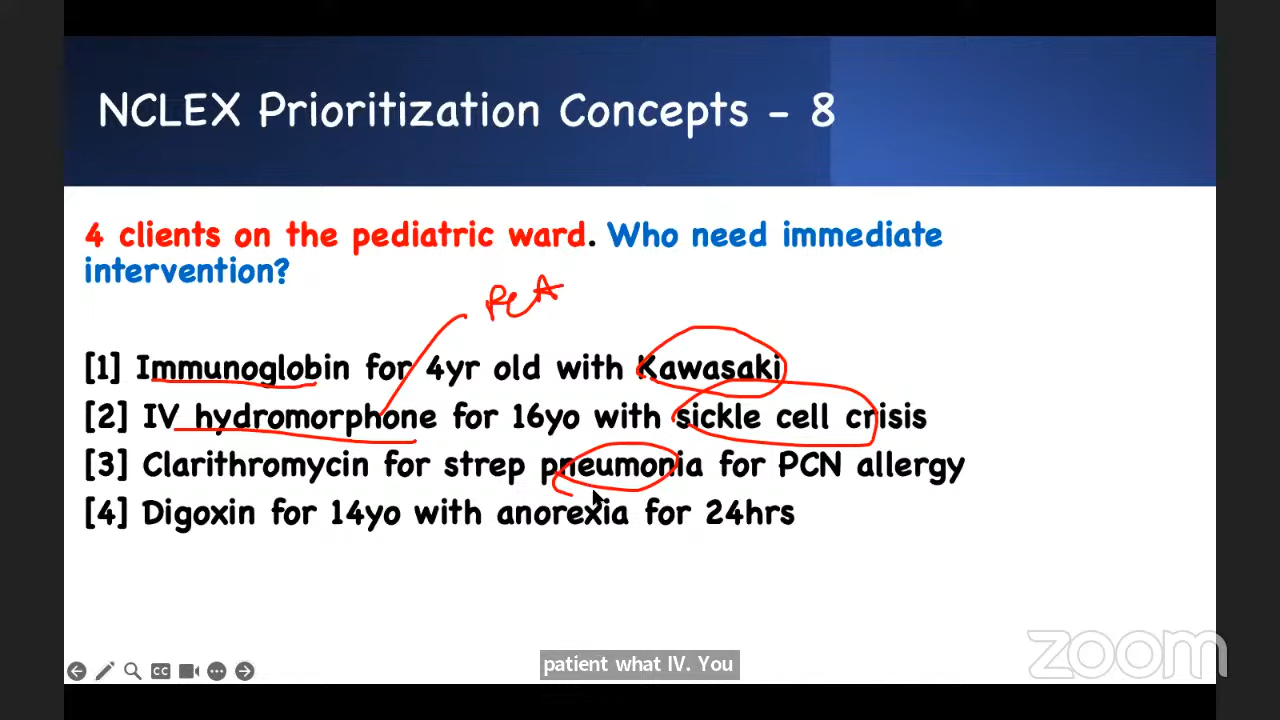 NCLEX Prioritization Concepts - 8
4 clients on the pediatric ward. Who need immediate
intervention?
PCA
[1] Immunoglobin for 4yr old with Kawasaki
[2] IV hydromorphone for 16yo with sickle cell crisis
[3] Clarithromycin for strep pneumonia for PCN allergy
[4] Digoxin for 14yo with anorexia for 24hrs
zoom
CC
patient what IV. You